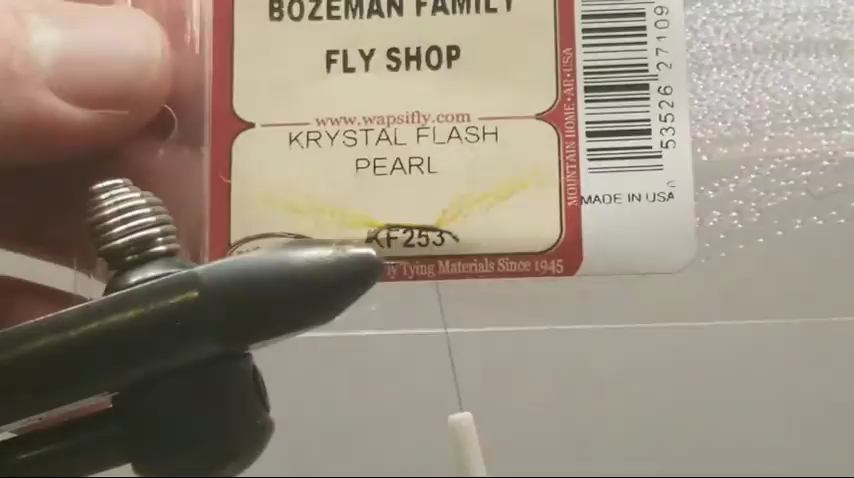 BOZEMAN FAMILY
FLY SHOP
www.wapsifly.com
KRYSTAL FLASH
PEARL
KF253
Fly Tying Materials Since 1945
MOUNTAIN HOME • AR • USA
53526 27109
MADE IN USA